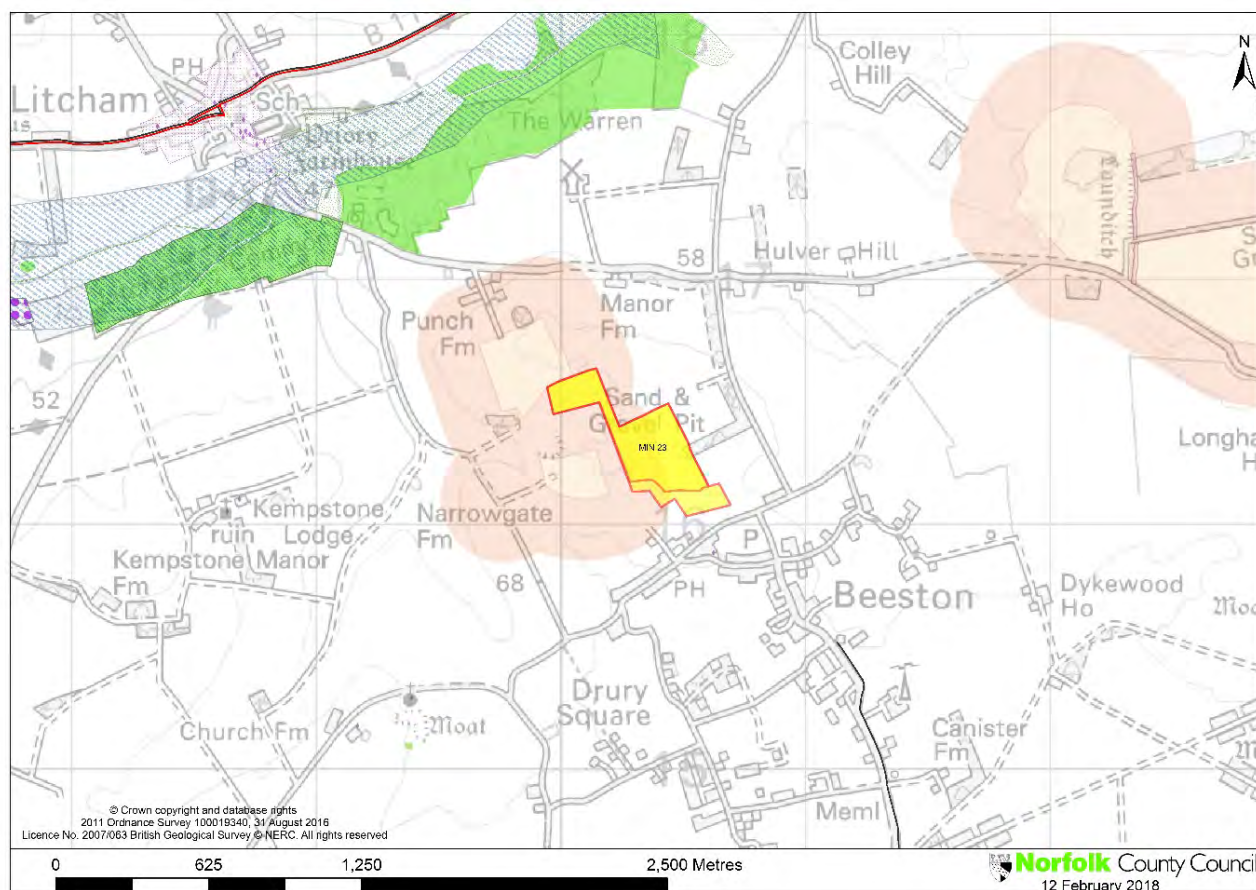 N
Colley
Hill
B 11
PH
Litcham
Sch
Priory
Farmhouse
The Warren
47
Launditch
58
Hulver Hill
Punch
Fm
Manor
Fm
52
Sand &
Gravel Pit
MIN 23
Kempstone
Lodge
ruin
Kempstone Manor
Fm
Narrowgate
Fm
68
P
PH
Beeston
Dykewood
Ho
Drury
Square
Church Fm
Moat
Canister
Fm
Meml
© Crown copyright and database rights
2011 Ordnance Survey 100019340, 31 August 2016
Licence No. 2007/063 British Geological Survey © NERC. All rights reserved
0 625 1,250 2,500 Metres
Norfolk County Council
12 February 2018